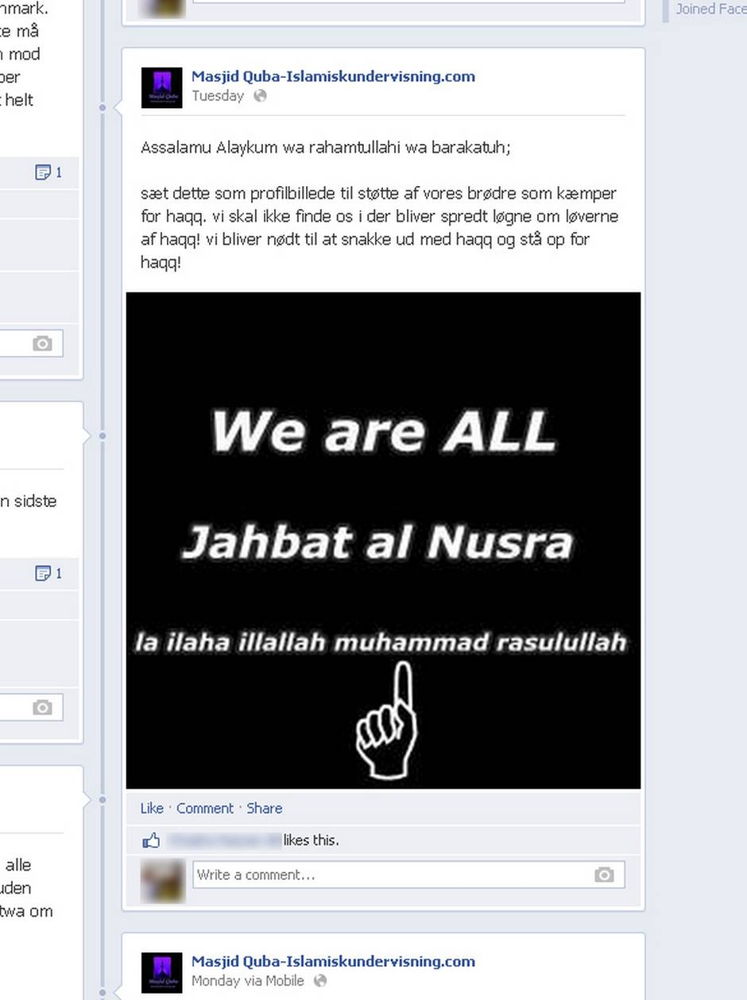 nmark.
te må
n mod
per
t helt
1
n sidste
1
alle
uden
twa om
Joined Face
Masjid Quba-Islamiskundervisning.com
Tuesday
Assalamu Alaykum wa rahamtullahi wa barakatuh;
sæt dette som profilbillede til støtte af vores brødre som kæmper
for haqq. vi skal ikke finde os i der bliver spredt løgne om løverne
af haqq! vi bliver nødt til at snakke ud med haqq og stå op for
haqq!
We are ALL
Jahbat al Nusra
la ilaha illallah muhammad rasulullah
Like · Comment · Share
likes this.
Write a comment...
Masjid Quba-Islamiskundervisning.com
Monday via Mobile